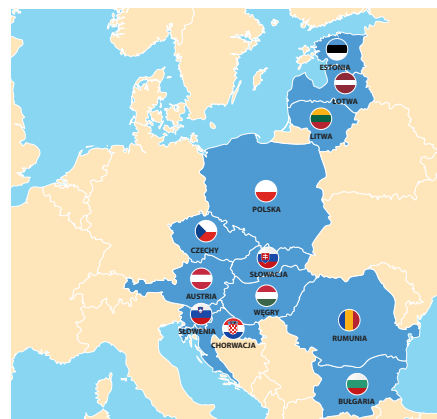 ESTONIA
ŁOTWA
LITWA
POLSKA
CZECHY
SŁOWACJA
AUSTRIA
WĘGRY
SŁOWENIA
CHORWACJA
RUMUNIA
BUŁGARIA